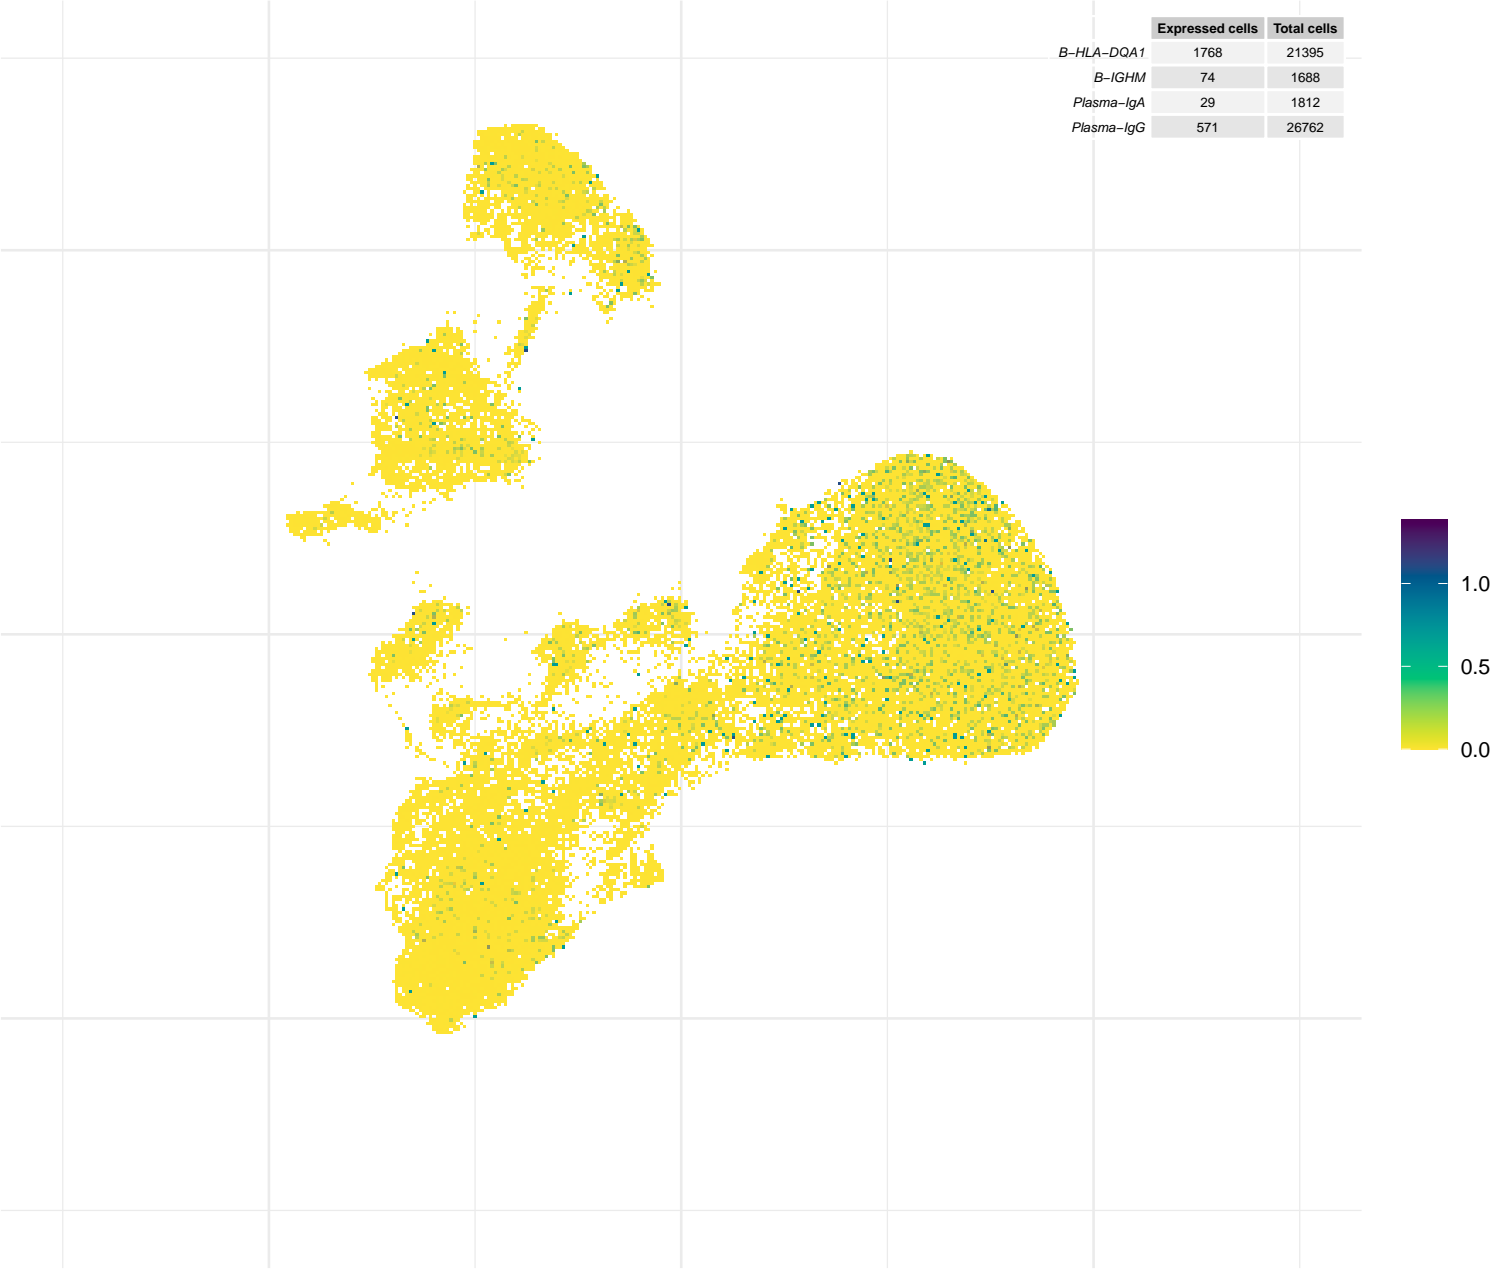 Expressed cells Total cells
B−HLA−DQA1 1768 21395
B−IGHM 74 1688
Plasma−IgA 29 1812
Plasma−IgG 571 26762
1.0
0.5
0.0